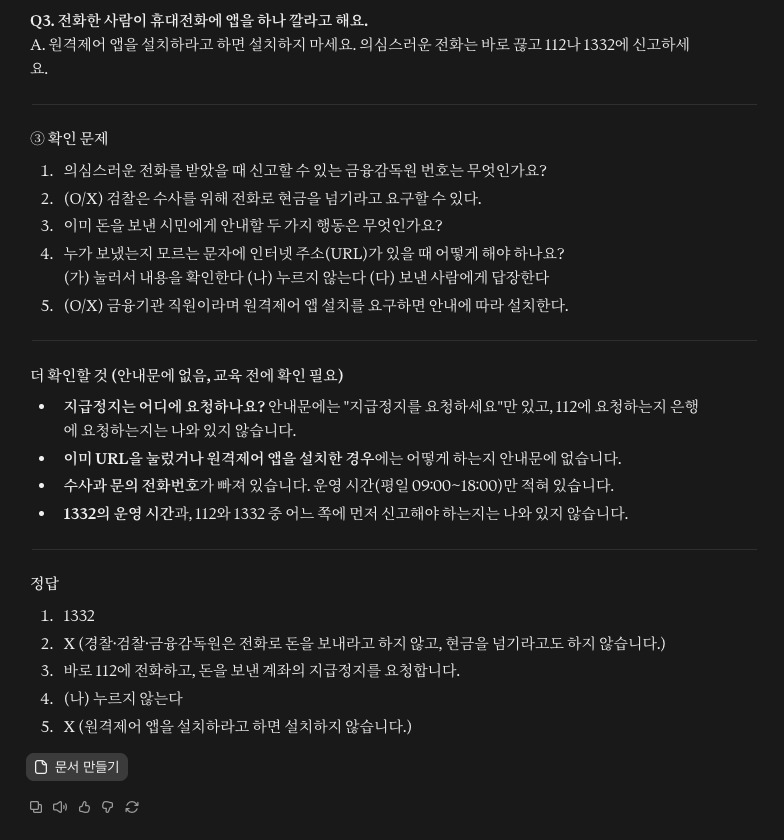 Q3. 전화한 사람이 휴대전화에 앱을 하나 깔라고 해요.
A. 원격제어 앱을 설치하라고 하면 설치하지 마세요. 의심스러운 전화는 바로 끊고 112나 1332에 신고하세
요.
③ 확인 문제
1. 의심스러운 전화를 받았을 때 신고할 수 있는 금융감독원 번호는 무엇인가요?
2. (O/X) 검찰은 수사를 위해 전화로 현금을 넘기라고 요구할 수 있다.
3. 이미 돈을 보낸 시민에게 안내할 두 가지 행동은 무엇인가요?
4. 누가 보냈는지 모르는 문자에 인터넷 주소(URL)가 있을 때 어떻게 해야 하나요?
(가) 눌러서 내용을 확인한다 (나) 누르지 않는다 (다) 보낸 사람에게 답장한다
5. (O/X) 금융기관 직원이라며 원격제어 앱 설치를 요구하면 안내에 따라 설치한다.
더 확인할 것 (안내문에 없음, 교육 전에 확인 필요)
• 지급정지는 어디에 요청하나요? 안내문에는 "지급정지를 요청하세요"만 있고, 112에 요청하는지 은행
에 요청하는지는 나와 있지 않습니다.
• 이미 URL을 눌렀거나 원격제어 앱을 설치한 경우에는 어떻게 하는지 안내문에 없습니다.
• 수사과 문의 전화번호가 빠져 있습니다. 운영 시간(평일 09:00~18:00)만 적혀 있습니다.
• 1332의 운영 시간과, 112와 1332 중 어느 쪽에 먼저 신고해야 하는지는 나와 있지 않습니다.
정답
1. 1332
2. X (경찰·검찰·금융감독원은 전화로 돈을 보내라고 하지 않고, 현금을 넘기라고도 하지 않습니다.)
3. 바로 112에 전화하고, 돈을 보낸 계좌의 지급정지를 요청합니다.
4. (나) 누르지 않는다
5. X (원격제어 앱을 설치하라고 하면 설치하지 않습니다.)
문서 만들기